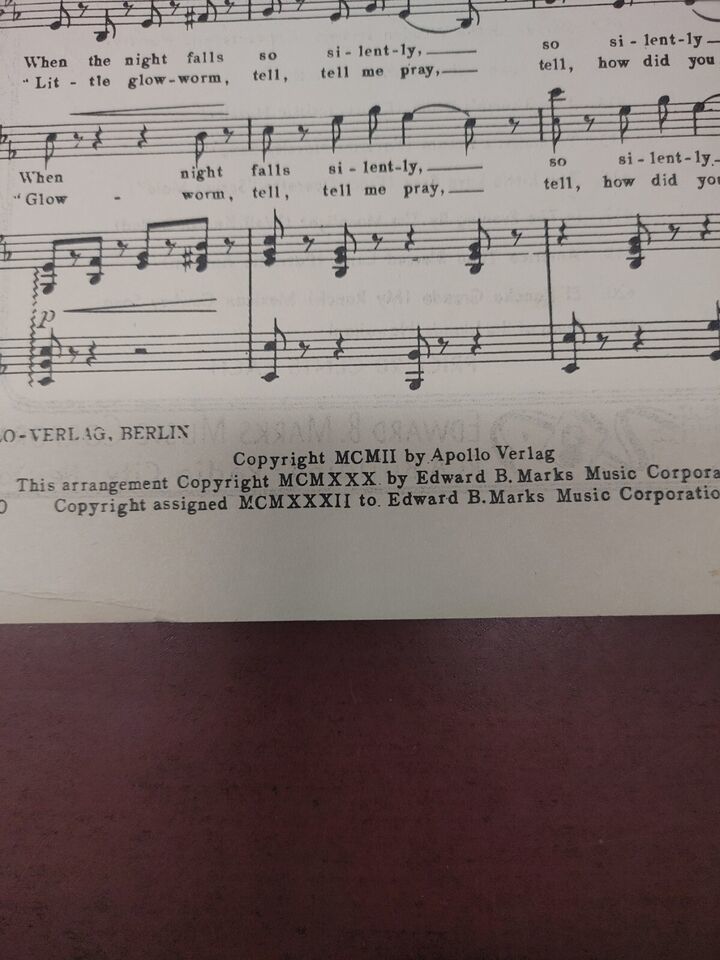 When the night falls so si - lent-ly, so si - lent-ly
"Lit - tle glow-worm, tell, tell me pray, tell, how did you
When night falls si - lent-ly, so si - lent-ly
"Glow - worm, tell, tell me pray, tell, how did you
p
O-VERLAG, BERLIN
Copyright MCMII by Apollo Verlag
This arrangement Copyright MCMXXX. by Edward B. Marks Music Corpora
0 Copyright assigned MCMXXXII to. Edward B. Marks Music Corporatio
EDWARD B. MARKS